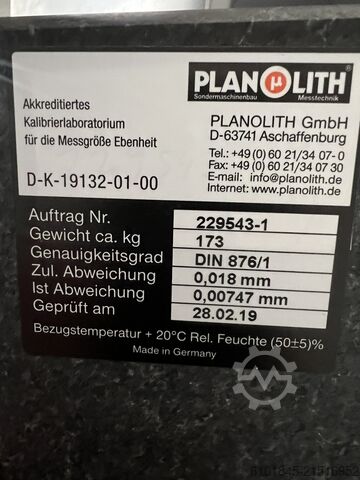 PLANOLITH
Sondermaschinenbau Messtechnik
Akkreditiertes
Kalibrierlaboratorium
für die Messgröße Ebenheit
D-K-19132-01-00
PLANOLITH GmbH
D-63741 Aschaffenburg
Tel.: +49 (0) 60 21/34 07-0
Fax: +49 (0) 60 21/34 07 30
E-mail: info@planolith.de
Internet: www.planolith.de
Auftrag Nr. 229543-1
Gewicht ca. kg 173
Genauigkeitsgrad DIN 876/1
Zul. Abweichung 0,018 mm
Ist Abweichung 0,00747 mm
Geprüft am 28.02.19
Bezugstemperatur + 20°C Rel. Feuchte (50±5)%
Made in Germany